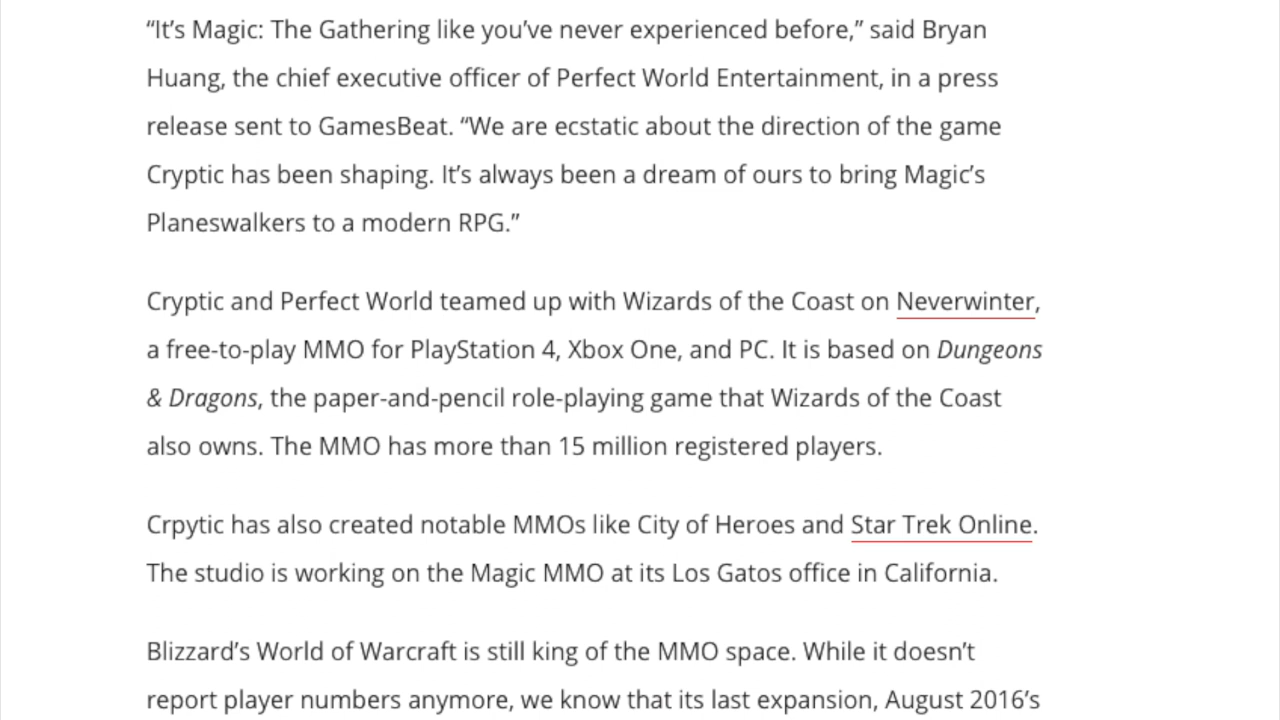 “It’s Magic: The Gathering like you’ve never experienced before,” said Bryan
Huang, the chief executive officer of Perfect World Entertainment, in a press
release sent to GamesBeat. “We are ecstatic about the direction of the game
Cryptic has been shaping. It’s always been a dream of ours to bring Magic’s
Planeswalkers to a modern RPG.”
Cryptic and Perfect World teamed up with Wizards of the Coast on Neverwinter,
a free-to-play MMO for PlayStation 4, Xbox One, and PC. It is based on Dungeons
& Dragons, the paper-and-pencil role-playing game that Wizards of the Coast
also owns. The MMO has more than 15 million registered players.
Crpytic has also created notable MMOs like City of Heroes and Star Trek Online.
The studio is working on the Magic MMO at its Los Gatos office in California.
Blizzard’s World of Warcraft is still king of the MMO space. While it doesn’t
report player numbers anymore, we know that its last expansion, August 2016’s